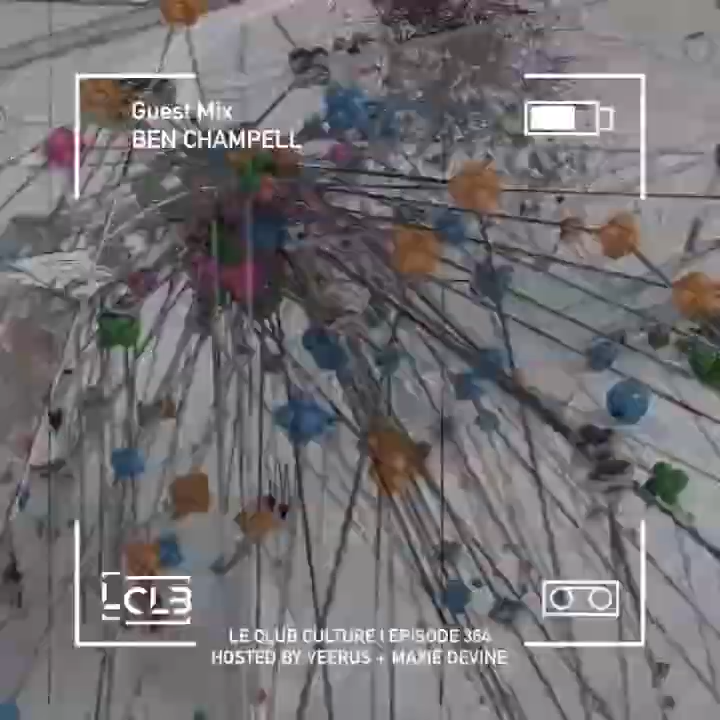 Guest Mix
BEN CHAMPELL
LCLB
LE CLUB CULTURE | EPISODE 364
HOSTED BY VEERUS + MAXIE DEVINE